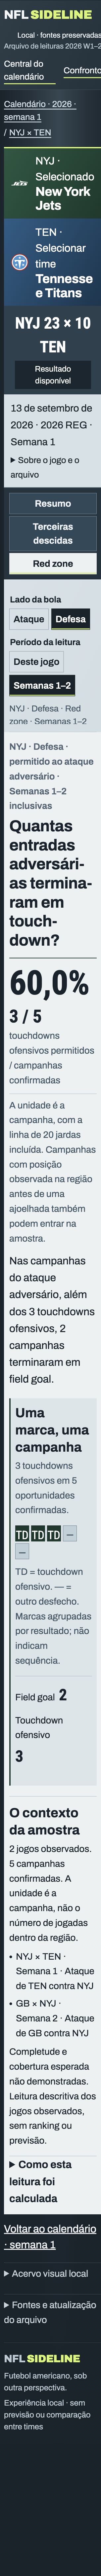 NFL SIDELINE
Local · fontes preservadas
Arquivo de leituras 2026 W1–2
Central do
calendário
Confronto
Calendário · 2026 ·
semana 1
/ NYJ × TEN
NYJ ·
Selecionado
New York
Jets
TEN ·
Selecionar
time
Tennesse
e Titans
NYJ 23 × 10
TEN
Resultado
disponível
13 de setembro de
2026 · 2026 REG ·
Semana 1
▶ Sobre o jogo e o
arquivo
Resumo
Terceiras
descidas
Red zone
Lado da bola
Ataque
Defesa
Período da leitura
Deste jogo
Semanas 1–2
NYJ · Defesa · Red
zone · Semanas 1–2
NYJ · Defesa ·
permitido ao ataque
adversário ·
Semanas 1–2
inclusivas
Quantas
entradas
adversári-
as termina-
ram em
touch-
down?
60,0%
3 / 5
touchdowns
ofensivos permitidos
/ campanhas
confirmadas
A unidade é a
campanha, com a
linha de 20 jardas
incluída. Campanhas
com posição
observada na região
antes de uma
ajoelhada também
podem entrar na
amostra.
Nas campanhas
do ataque
adversário, além
dos 3 touchdowns
ofensivos, 2
campanhas
terminaram em
field goal.
Uma
marca, uma
campanha
3 touchdowns
ofensivos em 5
oportunidades
confirmadas.
TD TD TD —
—
TD = touchdown
ofensivo. — =
outro desfecho.
Marcas agrupadas
por resultado; não
indicam
sequência.
Field goal 2
Touchdown
ofensivo
3
O contexto
da amostra
2 jogos observados.
5 campanhas
confirmadas. A
unidade é a
campanha, não o
número de jogadas
dentro da região.
• NYJ × TEN ·
Semana 1 · Ataque
de TEN contra NYJ
• GB × NYJ ·
Semana 2 · Ataque
de GB contra NYJ
Completude e
cobertura esperada
não demonstradas.
Leitura descritiva dos
jogos observados,
sem ranking ou
previsão.
▶ Como esta
leitura foi
calculada
Voltar ao calendário
· semana 1
▶ Acervo visual local
▶ Fontes e atualização
do arquivo
NFL SIDELINE
Futebol americano, sob
outra perspectiva.
Experiência local · sem
previsão ou comparação
entre times